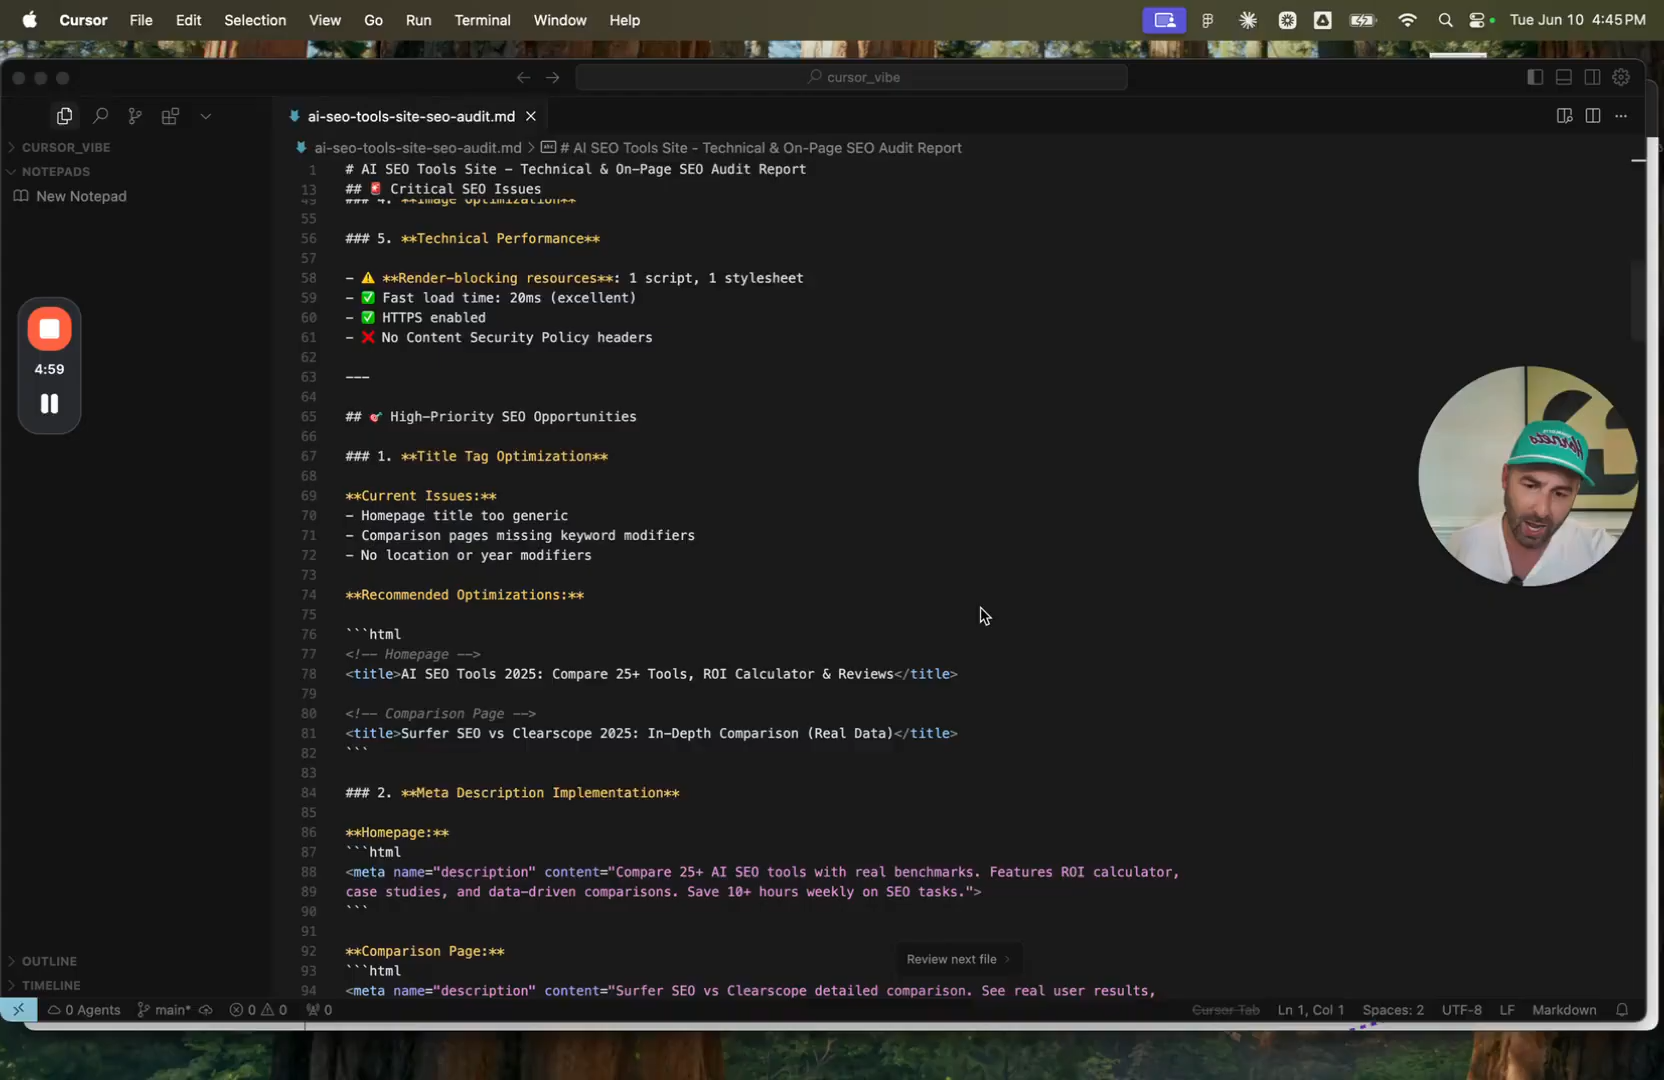 Cursor File Edit Selection View Go Run Terminal Window Help Tue Jun 10 4:45 PM
cursor_vibe
ai-seo-tools-site-seo-audit.md
CURSOR_VIBE
ai-seo-tools-site-seo-audit.md > # AI SEO Tools Site - Technical & On-Page SEO Audit Report
NOTEPADS
New Notepad
1 # AI SEO Tools Site - Technical & On-Page SEO Audit Report
13 ## 🚨 Critical SEO Issues
49 ### 4. **Image Optimization**
55
56 ### 5. **Technical Performance**
57
58 - ⚠️ **Render-blocking resources**: 1 script, 1 stylesheet
59 - ✅ Fast load time: 20ms (excellent)
60 - ✅ HTTPS enabled
61 - ❌ No Content Security Policy headers
62
63 ---
64
65 ## 🎯 High-Priority SEO Opportunities
66
67 ### 1. **Title Tag Optimization**
68
69 **Current Issues:**
70 - Homepage title too generic
71 - Comparison pages missing keyword modifiers
72 - No location or year modifiers
73
74 **Recommended Optimizations:**
75
76 ```html
77 <!-- Homepage -->
78 <title>AI SEO Tools 2025: Compare 25+ Tools, ROI Calculator & Reviews</title>
79
80 <!-- Comparison Page -->
81 <title>Surfer SEO vs Clearscope 2025: In-Depth Comparison (Real Data)</title>
82 ```
83
84 ### 2. **Meta Description Implementation**
85
86 **Homepage:**
87 ```html
88 <meta name="description" content="Compare 25+ AI SEO tools with real benchmarks. Features ROI calculator,
89 case studies, and data-driven comparisons. Save 10+ hours weekly on SEO tasks.">
90 ```
91
92 **Comparison Page:**
93 ```html
94 <meta name="description" content="Surfer SEO vs Clearscope detailed comparison. See real user results,
4:59
Hornets
Review next file
OUTLINE
TIMELINE
0 Agents main* 0 0 0 Cursor Tab Ln 1, Col 1 Spaces: 2 UTF-8 LF Markdown